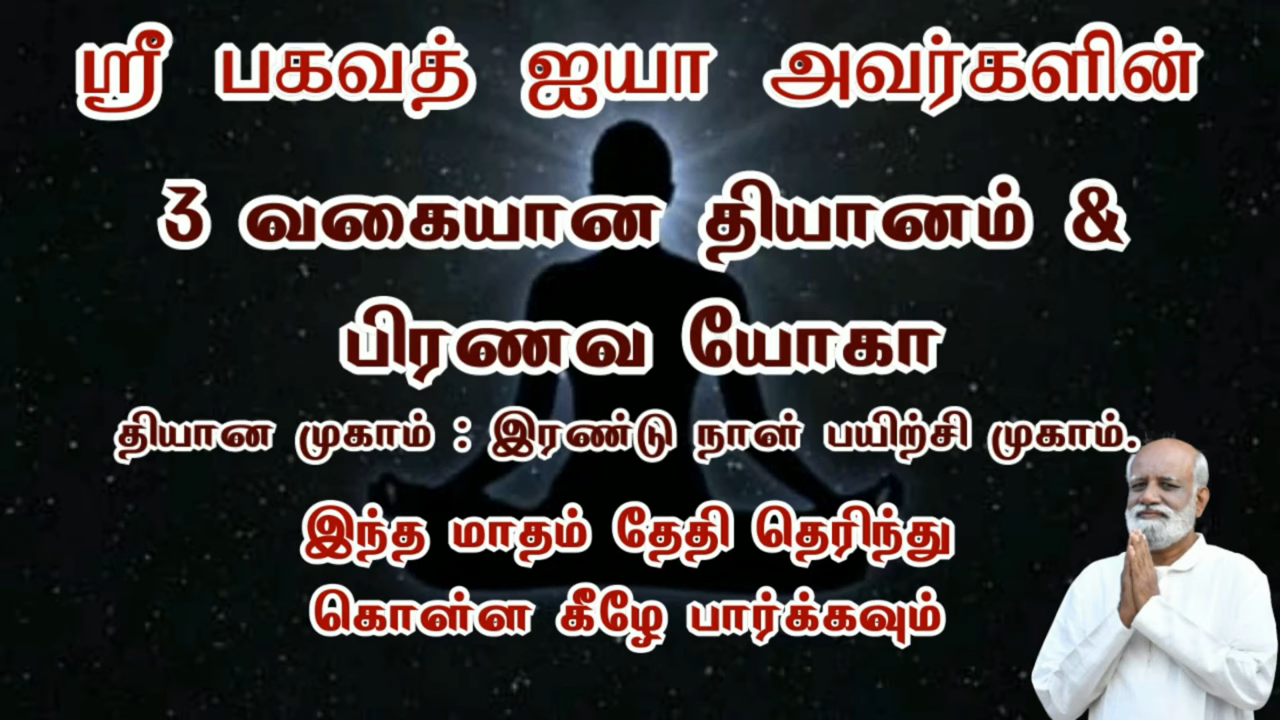 ஸ்ரீ பகவத் ஐயா அவர்களின்
3 வகையான தியானம் &
பிரணவ யோகா
தியான முகாம் : இரண்டு நாள் பயிற்சி முகாம்.
இந்த மாதம் தேதி தெரிந்து
கொள்ள கீழே பார்க்கவும்